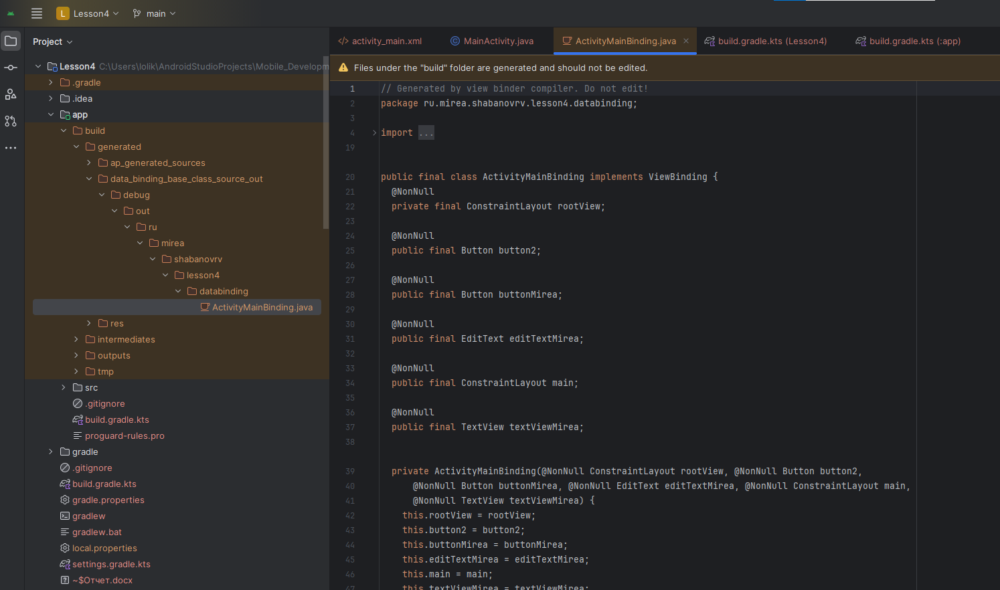 L Lesson4 main
Project
Lesson4 C:\Users\lolik\AndroidStudioProjects\Mobile_Developm
.gradle
.idea
app
build
generated
ap_generated_sources
data_binding_base_class_source_out
debug
out
ru
mirea
shabanovrv
lesson4
databinding
ActivityMainBinding.java
res
intermediates
outputs
tmp
src
.gitignore
build.gradle.kts
proguard-rules.pro
gradle
.gitignore
build.gradle.kts
gradle.properties
gradlew
gradlew.bat
local.properties
settings.gradle.kts
~$Отчет.docx
activity_main.xml MainActivity.java ActivityMainBinding.java build.gradle.kts (Lesson4) build.gradle.kts (:app)
Files under the "build" folder are generated and should not be edited.
1 // Generated by view binder compiler. Do not edit!
2 package ru.mirea.shabanovrv.lesson4.databinding;
3
4 import ...
19
20 public final class ActivityMainBinding implements ViewBinding {
21 @NonNull
22 private final ConstraintLayout rootView;
23
24 @NonNull
25 public final Button button2;
26
27 @NonNull
28 public final Button buttonMirea;
29
30 @NonNull
31 public final EditText editTextMirea;
32
33 @NonNull
34 public final ConstraintLayout main;
35
36 @NonNull
37 public final TextView textViewMirea;
38
39 private ActivityMainBinding(@NonNull ConstraintLayout rootView, @NonNull Button button2,
40 @NonNull Button buttonMirea, @NonNull EditText editTextMirea, @NonNull ConstraintLayout main,
41 @NonNull TextView textViewMirea) {
42 this.rootView = rootView;
43 this.button2 = button2;
44 this.buttonMirea = buttonMirea;
45 this.editTextMirea = editTextMirea;
46 this.main = main;
47 this.textViewMirea = textViewMirea;